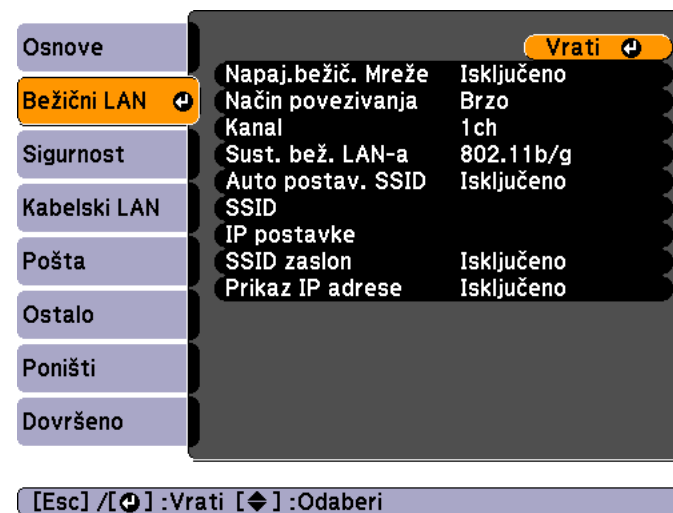 Osnove
Bežični LAN
Sigurnost
Kabelski LAN
Pošta
Ostalo
Poništi
Dovršeno
Vrati
Napaj.bežič. Mreže Isključeno
Način povezivanja Brzo
Kanal 1ch
Sust. bež. LAN-a 802.11b/g
Auto postav. SSID Isključeno
SSID
IP postavke
SSID zaslon Isključeno
Prikaz IP adrese Isključeno
[Esc] /[⏎] :Vrati [◆] :Odaberi